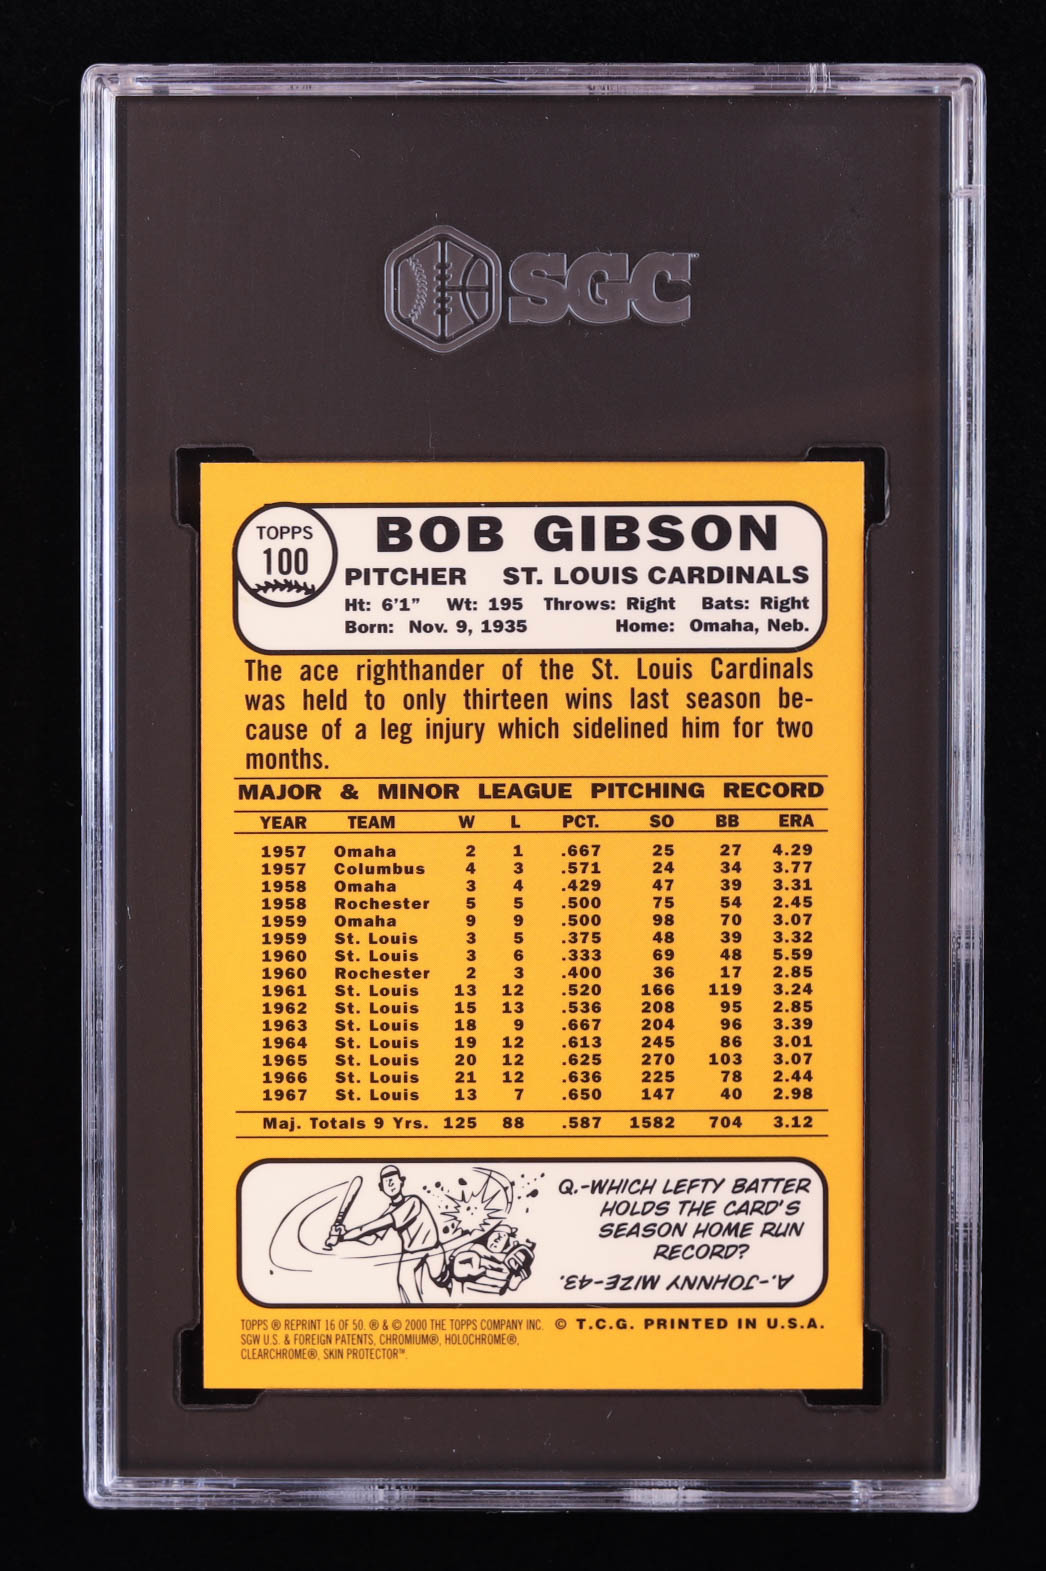 SGC
TOPPS
100
BOB GIBSON
PITCHER ST. LOUIS CARDINALS
Ht: 6'1" Wt: 195 Throws: Right Bats: Right
Born: Nov. 9, 1935 Home: Omaha, Neb.
The ace righthander of the St. Louis Cardinals
was held to only thirteen wins last season be-
cause of a leg injury which sidelined him for two
months.
MAJOR & MINOR LEAGUE PITCHING RECORD
YEAR TEAM W L PCT. SO BB ERA
1957 Omaha 2 1 .667 25 27 4.29
1957 Columbus 4 3 .571 24 34 3.77
1958 Omaha 3 4 .429 47 39 3.31
1958 Rochester 5 5 .500 75 54 2.45
1959 Omaha 9 9 .500 98 70 3.07
1959 St. Louis 3 5 .375 48 39 3.32
1960 St. Louis 3 6 .333 69 48 5.59
1960 Rochester 2 3 .400 36 17 2.85
1961 St. Louis 13 12 .520 166 119 3.24
1962 St. Louis 15 13 .536 208 95 2.85
1963 St. Louis 18 9 .667 204 96 3.39
1964 St. Louis 19 12 .613 245 86 3.01
1965 St. Louis 20 12 .625 270 103 3.07
1966 St. Louis 21 12 .636 225 78 2.44
1967 St. Louis 13 7 .650 147 40 2.98
Maj. Totals 9 Yrs. 125 88 .587 1582 704 3.12
Q.-WHICH LEFTY BATTER
HOLDS THE CARD'S
SEASON HOME RUN
RECORD?
A.-JOHNNY MIZE-43.
TOPPS ® REPRINT 16 OF 50. ® & © 2000 THE TOPPS COMPANY INC. © T.C.G. PRINTED IN U.S.A.
SGW U.S. & FOREIGN PATENTS, CHROMIUM®, HOLOCHROME®,
CLEARCHROME®, SKIN PROTECTOR™.